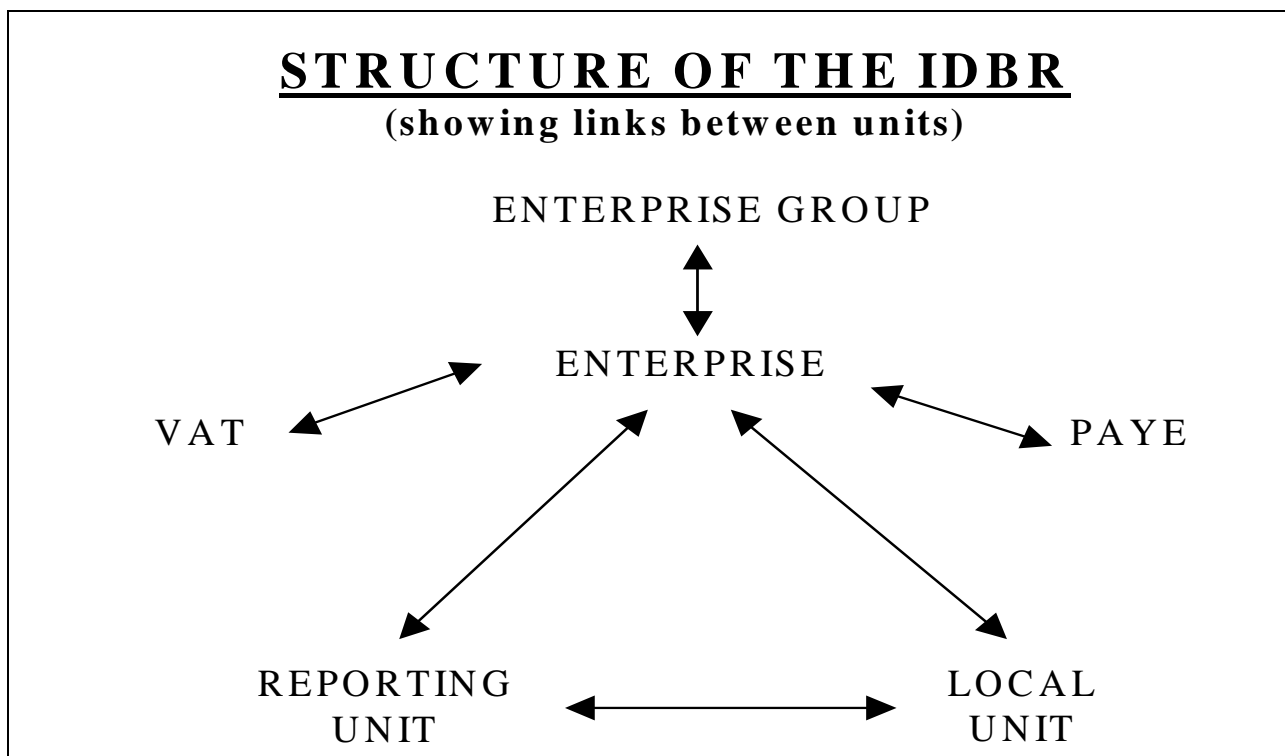 STRUCTURE OF THE IDBR
(showing links between units)
ENTERPRISE GROUP
ENTERPRISE
VAT
PAYE
REPORTING
UNIT
LOCAL
UNIT